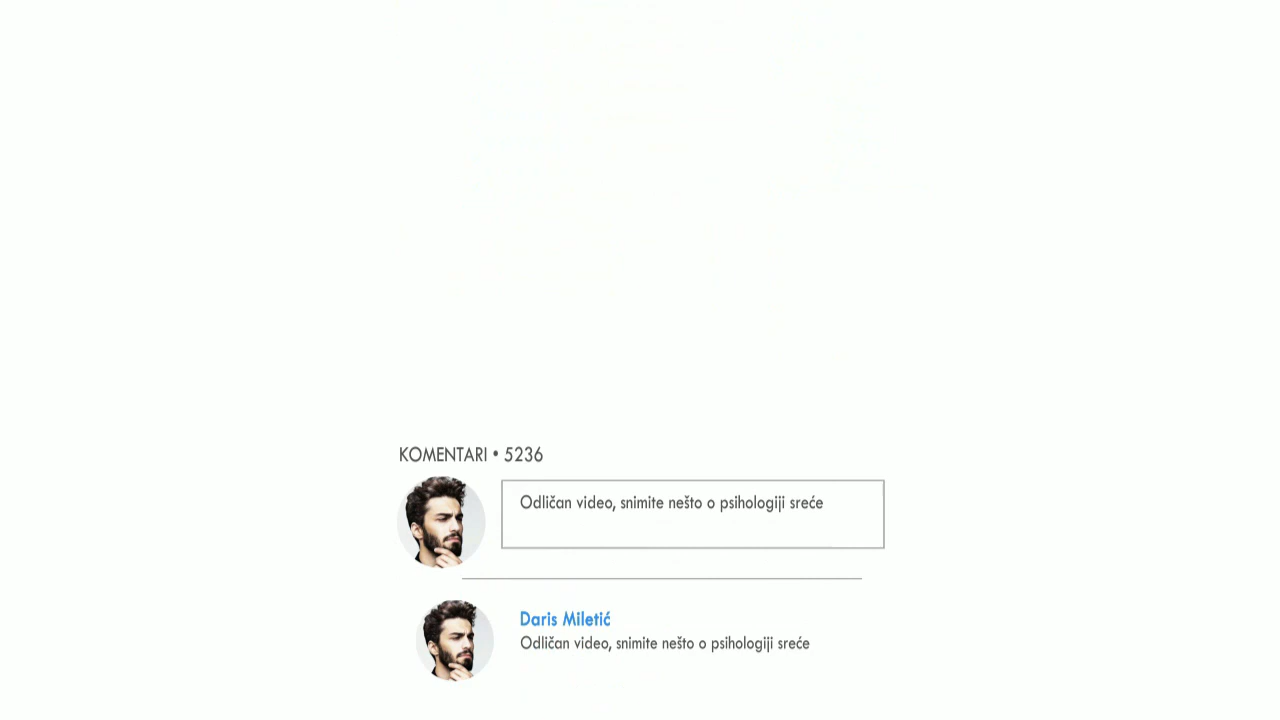 KOMENTARI • 5236
Odličan video, snimite nešto o psihologiji sreće
Daris Miletić
Odličan video, snimite nešto o psihologiji sreće